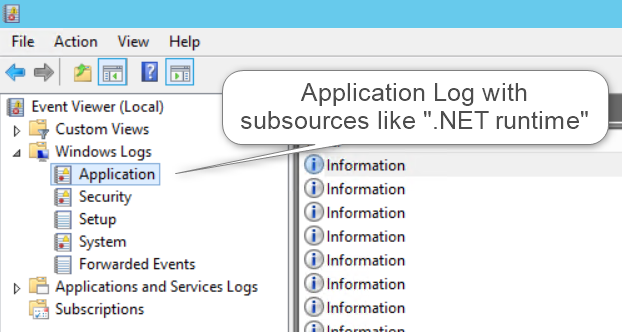 File Action View Help
Application Log with
subsources like ".NET runtime"
Event Viewer (Local)
Custom Views
Windows Logs
Application
Security
Setup
System
Forwarded Events
Applications and Services Logs
Subscriptions
Information
Information
Information
Information
Information
Information
Information
Information